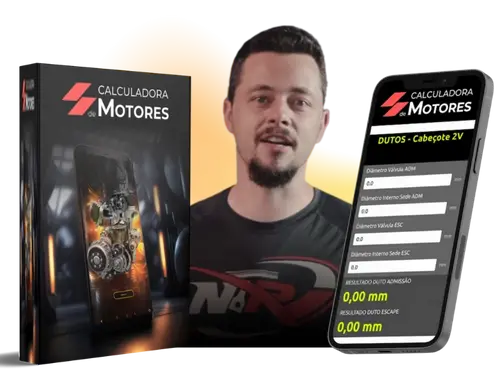 CALCULADORA
de MOTORES
CALCULADORA
de MOTORES
DUTOS - Cabeçote 2V
Diâmetro Válvula ADM
0.0 mm
Diâmetro Interno Sede ADM
0.0 mm
Diâmetro Válvula ESC
0.0 mm
Diâmetro Interno Sede ESC
0.0 mm
RESULTADO DUTO ADMISSÃO
0,00 mm
RESULTADO DUTO ESCAPE
0,00 mm